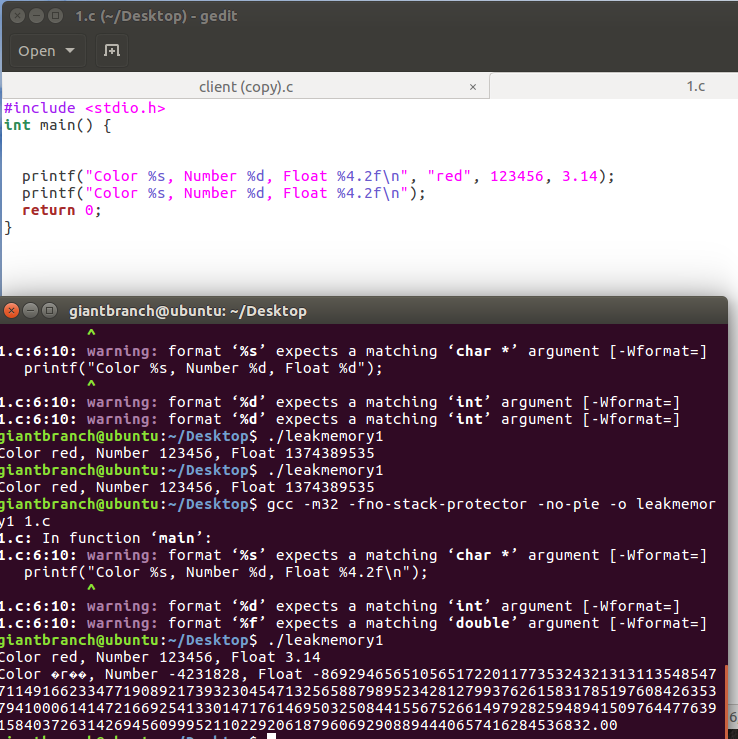 1.c (~/Desktop) - gedit
Open
client (copy).c × 1.c
#include <stdio.h>
int main() {
printf("Color %s, Number %d, Float %4.2f\n", "red", 123456, 3.14);
printf("Color %s, Number %d, Float %4.2f\n");
return 0;
}
giantbranch@ubuntu: ~/Desktop
^
1.c:6:10: warning: format ‘%s’ expects a matching ‘char *’ argument [-Wformat=]
printf("Color %s, Number %d, Float %d");
^
1.c:6:10: warning: format ‘%d’ expects a matching ‘int’ argument [-Wformat=]
1.c:6:10: warning: format ‘%d’ expects a matching ‘int’ argument [-Wformat=]
giantbranch@ubuntu:~/Desktop$ ./leakmemory1
Color red, Number 123456, Float 1374389535
giantbranch@ubuntu:~/Desktop$ ./leakmemory1
Color red, Number 123456, Float 1374389535
giantbranch@ubuntu:~/Desktop$ gcc -m32 -fno-stack-protector -no-pie -o leakmemor
y1 1.c
1.c: In function ‘main’:
1.c:6:10: warning: format ‘%s’ expects a matching ‘char *’ argument [-Wformat=]
printf("Color %s, Number %d, Float %4.2f\n");
^
1.c:6:10: warning: format ‘%d’ expects a matching ‘int’ argument [-Wformat=]
1.c:6:10: warning: format ‘%f’ expects a matching ‘double’ argument [-Wformat=]
giantbranch@ubuntu:~/Desktop$ ./leakmemory1
Color red, Number 123456, Float 3.14
Color �r��, Number -4231828, Float -869294656510565172201177353243213131135485477
71149166233477190892173932304547132565887989523428127993762615831785197608426353
79410006141472166925413301471761469503250844155675266149792825948941509764477639
15840372631426945609995211022920618796069290889444065741628453​6832.00
giantbranch@ubuntu:~/Desktop$